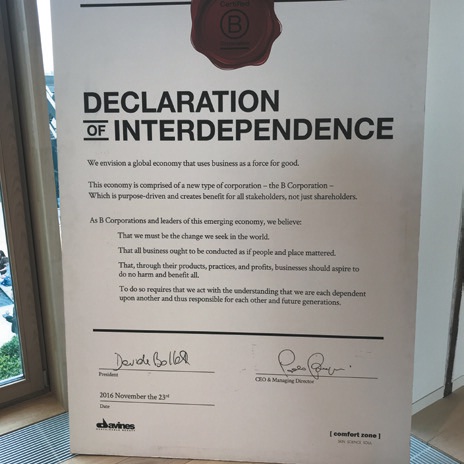 Certified
B
DECLARATION
OF INTERDEPENDENCE
We envision a global economy that uses business as a force for good.
This economy is comprised of a new type of corporation – the B Corporation –
Which is purpose-driven and creates benefit for all stakeholders, not just shareholders.
As B Corporations and leaders of this emerging economy, we believe:
That we must be the change we seek in the world.
That all business ought to be conducted as if people and place mattered.
That, through their products, practices, and profits, businesses should aspire to
do no harm and benefit all.
To do so requires that we act with the understanding that we are each dependent
upon another and thus responsible for each other and future generations.
Davide Bollati
President
CEO & Managing Director
2016 November the 23rd
Date
davines
[ comfort zone ]